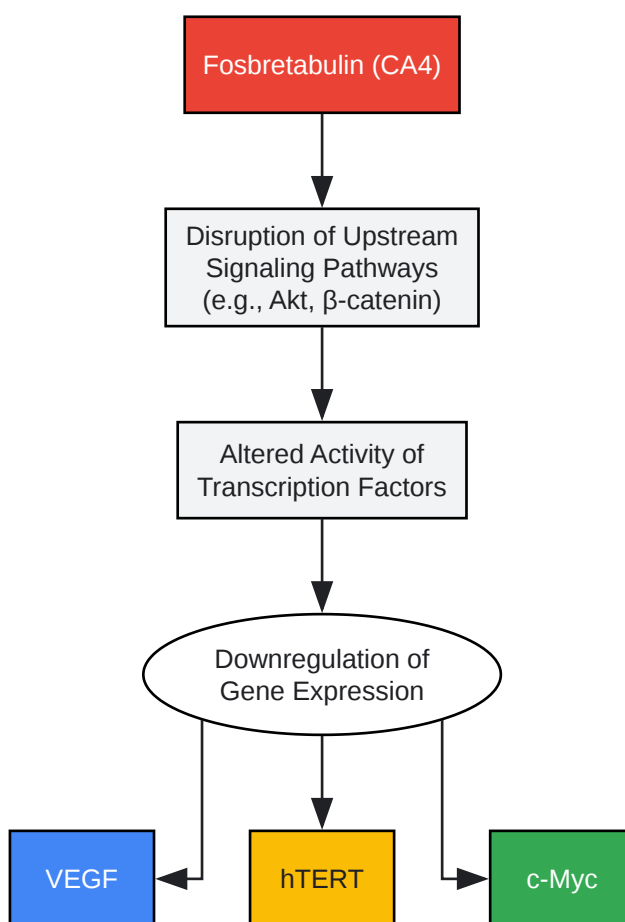 Fosbretabulin (CA4)
Disruption of Upstream
Signaling Pathways
(e.g., Akt, β-catenin)
Altered Activity of
Transcription Factors
Downregulation of
Gene Expression
VEGF
hTERT
c-Myc